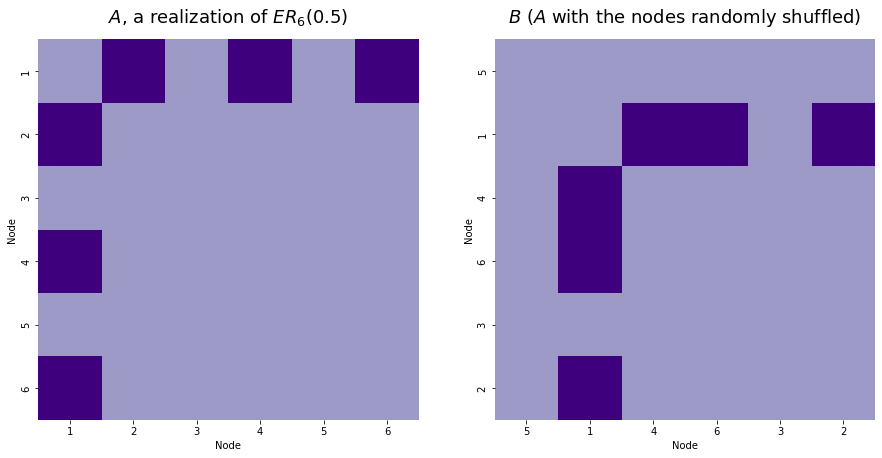 A, a realization of ER₆(0.5)
Node
1
2
3
4
5
6
1 2 3 4 5 6
Node
B (A with the nodes randomly shuffled)
Node
5
1
4
6
3
2
5 1 4 6 3 2
Node